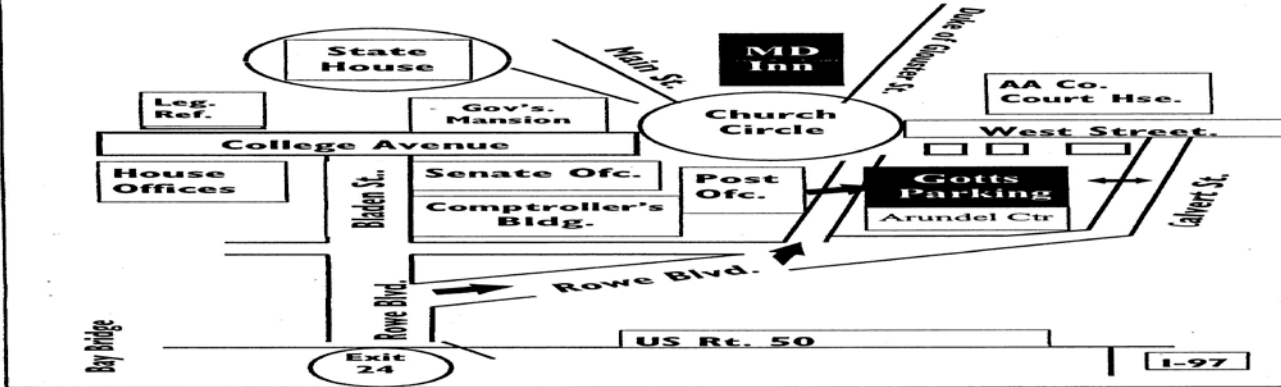 State
House
Main St.
MD
Inn
Duke of Glouster St.
AA Co.
Court Hse.
Leg.
Ref.
Gov's.
Mansion
Church
Circle
West Street.
College Avenue
House
Offices
Bladen St..
Senate Ofc.
Post
Ofc.
Gotts
Parking
Comptroller's
Bldg.
Arundel Ctr
Calvert St,
Rowe Blvd.
Rowe Blvd.
Bay Bridge
US Rt. 50
Exit
24
I-97